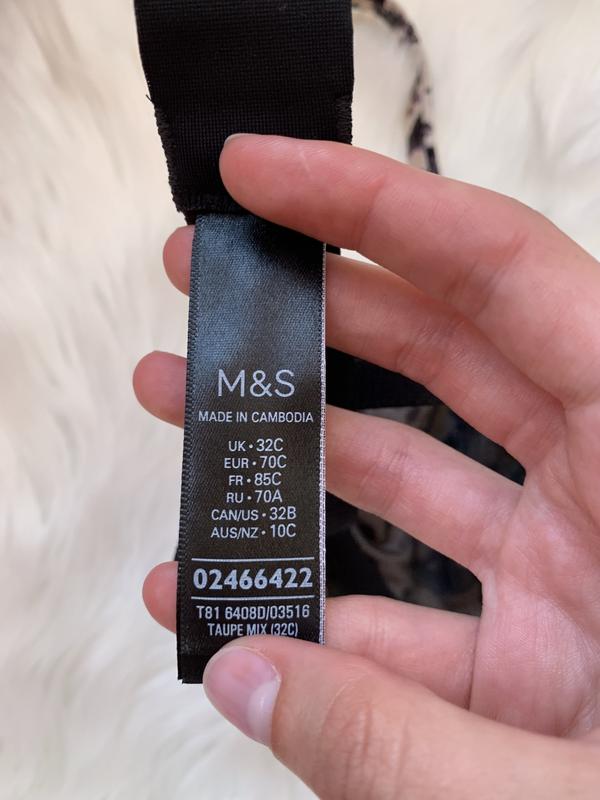 M&S
MADE IN CAMBODIA
UK • 32C
EUR • 70C
FR • 85C
RU • 70A
CAN/US • 32B
AUS/NZ • 10C
02466422
T81 6408D/03516
TAUPE MIX (32C)